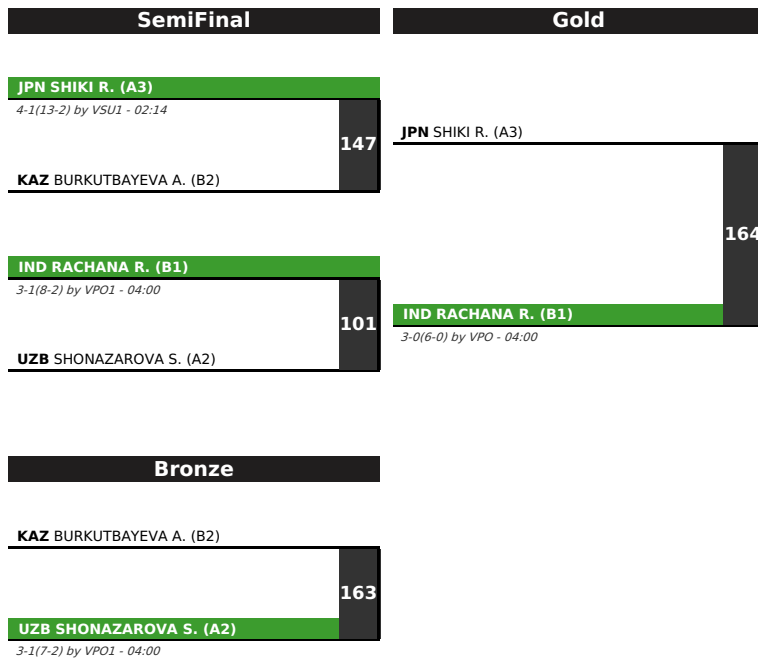 SemiFinal
JPN SHIKI R. (A3)
4-1(13-2) by VSU1 - 02:14
147
KAZ BURKUTBAYEVA A. (B2)
IND RACHANA R. (B1)
3-1(8-2) by VPO1 - 04:00
101
UZB SHONAZAROVA S. (A2)
Gold
JPN SHIKI R. (A3)
164
IND RACHANA R. (B1)
3-0(6-0) by VPO - 04:00
Bronze
KAZ BURKUTBAYEVA A. (B2)
163
UZB SHONAZAROVA S. (A2)
3-1(7-2) by VPO1 - 04:00